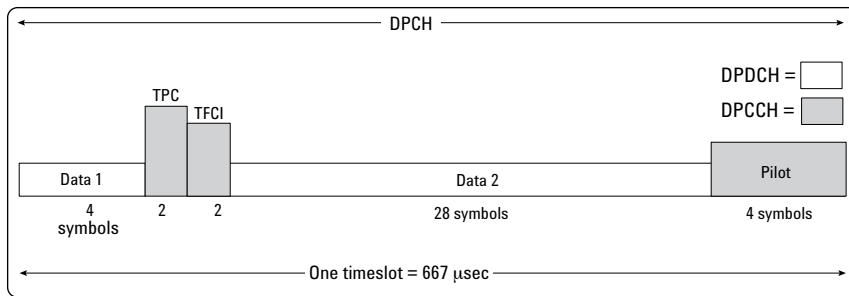 DPCH
DPDCH =
TPC
TFCI
DPCCH =
Data 1
Data 2
Pilot
4
symbols
2
2
28 symbols
4 symbols
One timeslot = 667 μsec